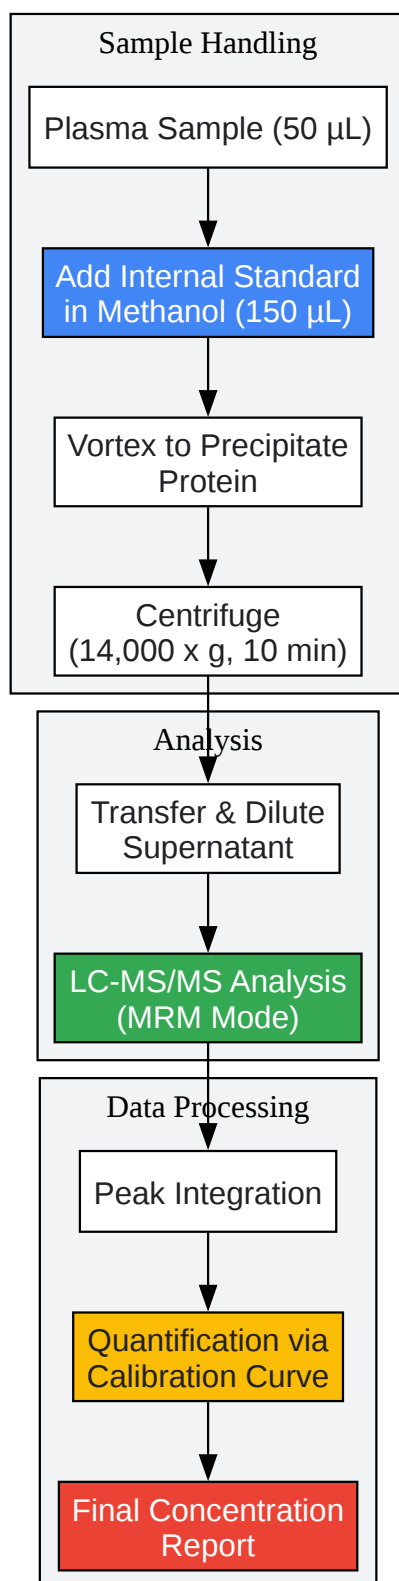 Sample Handling
Plasma Sample (50 µL)
Add Internal Standard
in Methanol (150 µL)
Vortex to Precipitate
Protein
Centrifuge
(14,000 x g, 10 min)
Analysis
Transfer & Dilute
Supernatant
LC-MS/MS Analysis
(MRM Mode)
Data Processing
Peak Integration
Quantification via
Calibration Curve
Final Concentration
Report